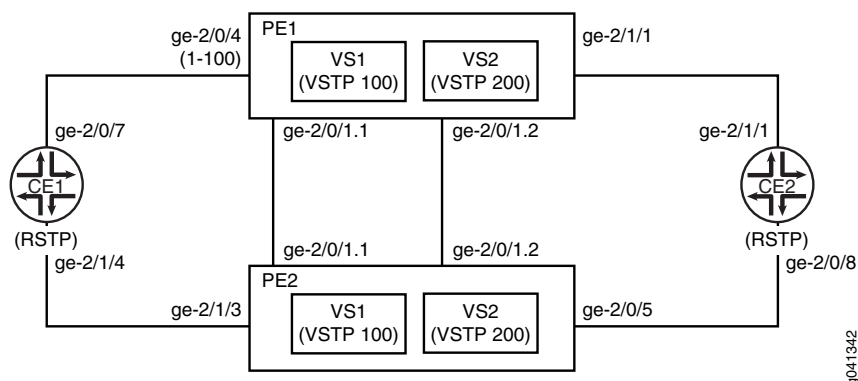 PE1
ge-2/0/4
(1-100)
VS1
(VSTP 100)
VS2
(VSTP 200)
ge-2/1/1
ge-2/0/7
ge-2/0/1.1
ge-2/0/1.2
ge-2/1/1
CE1
CE2
(RSTP)
(RSTP)
ge-2/1/4
ge-2/0/1.1
ge-2/0/1.2
ge-2/0/8
PE2
ge-2/1/3
VS1
(VSTP 100)
VS2
(VSTP 200)
ge-2/0/5
g041342